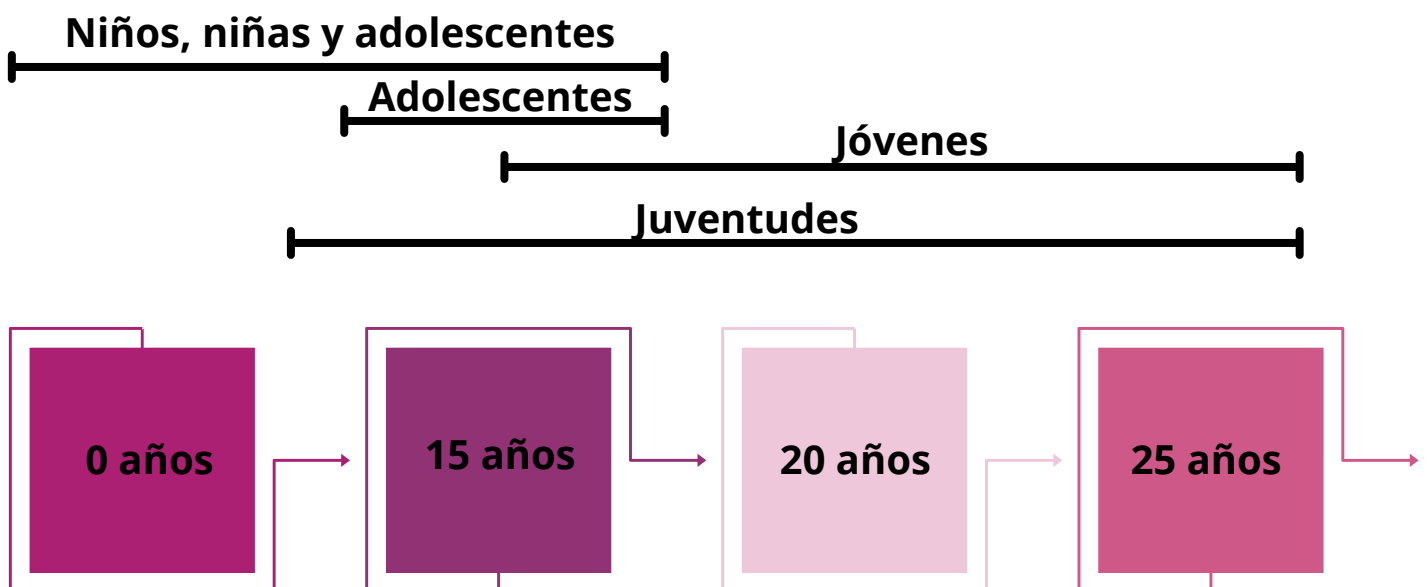 Niños, niñas y adolescentes
Adolescentes
Jóvenes
Juventudes
0 años
15 años
20 años
25 años